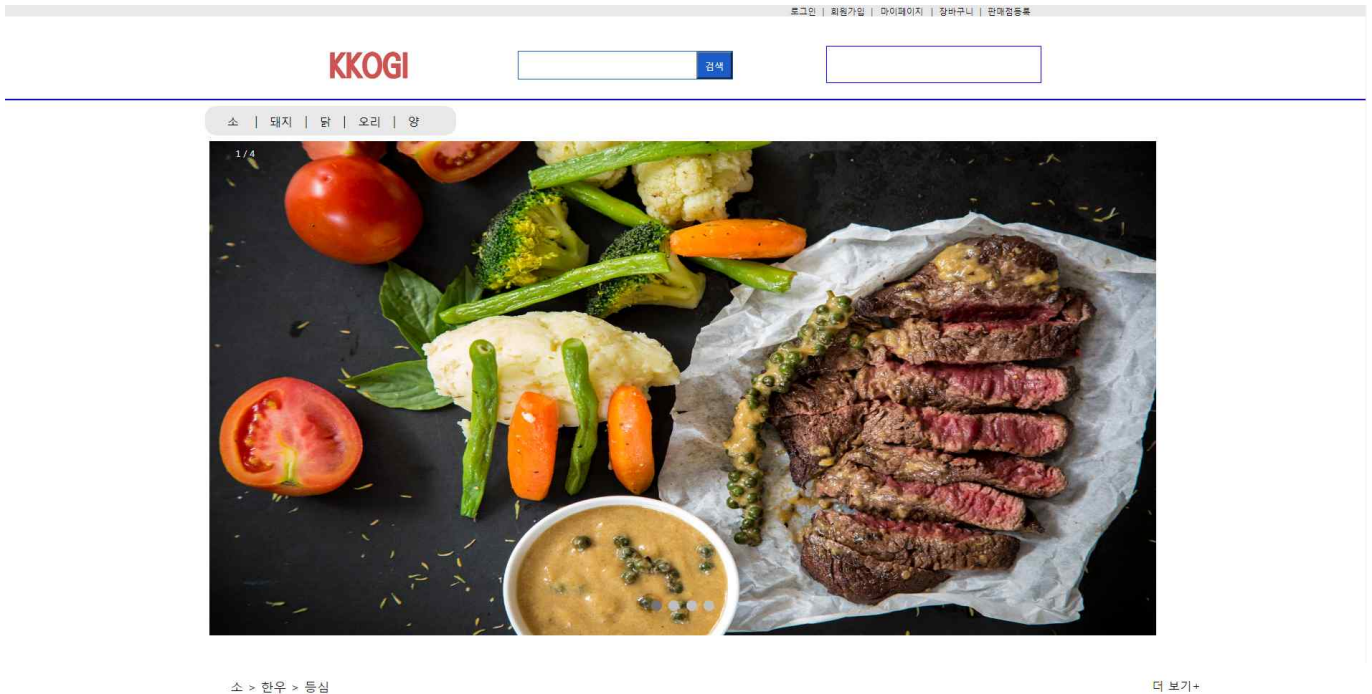 로그인 | 회원가입 | 마이페이지 | 장바구니 | 판매점등록
KKOGI
검색
소 | 돼지 | 닭 | 오리 | 양
1 / 4
소 > 한우 > 등심
더 보기+